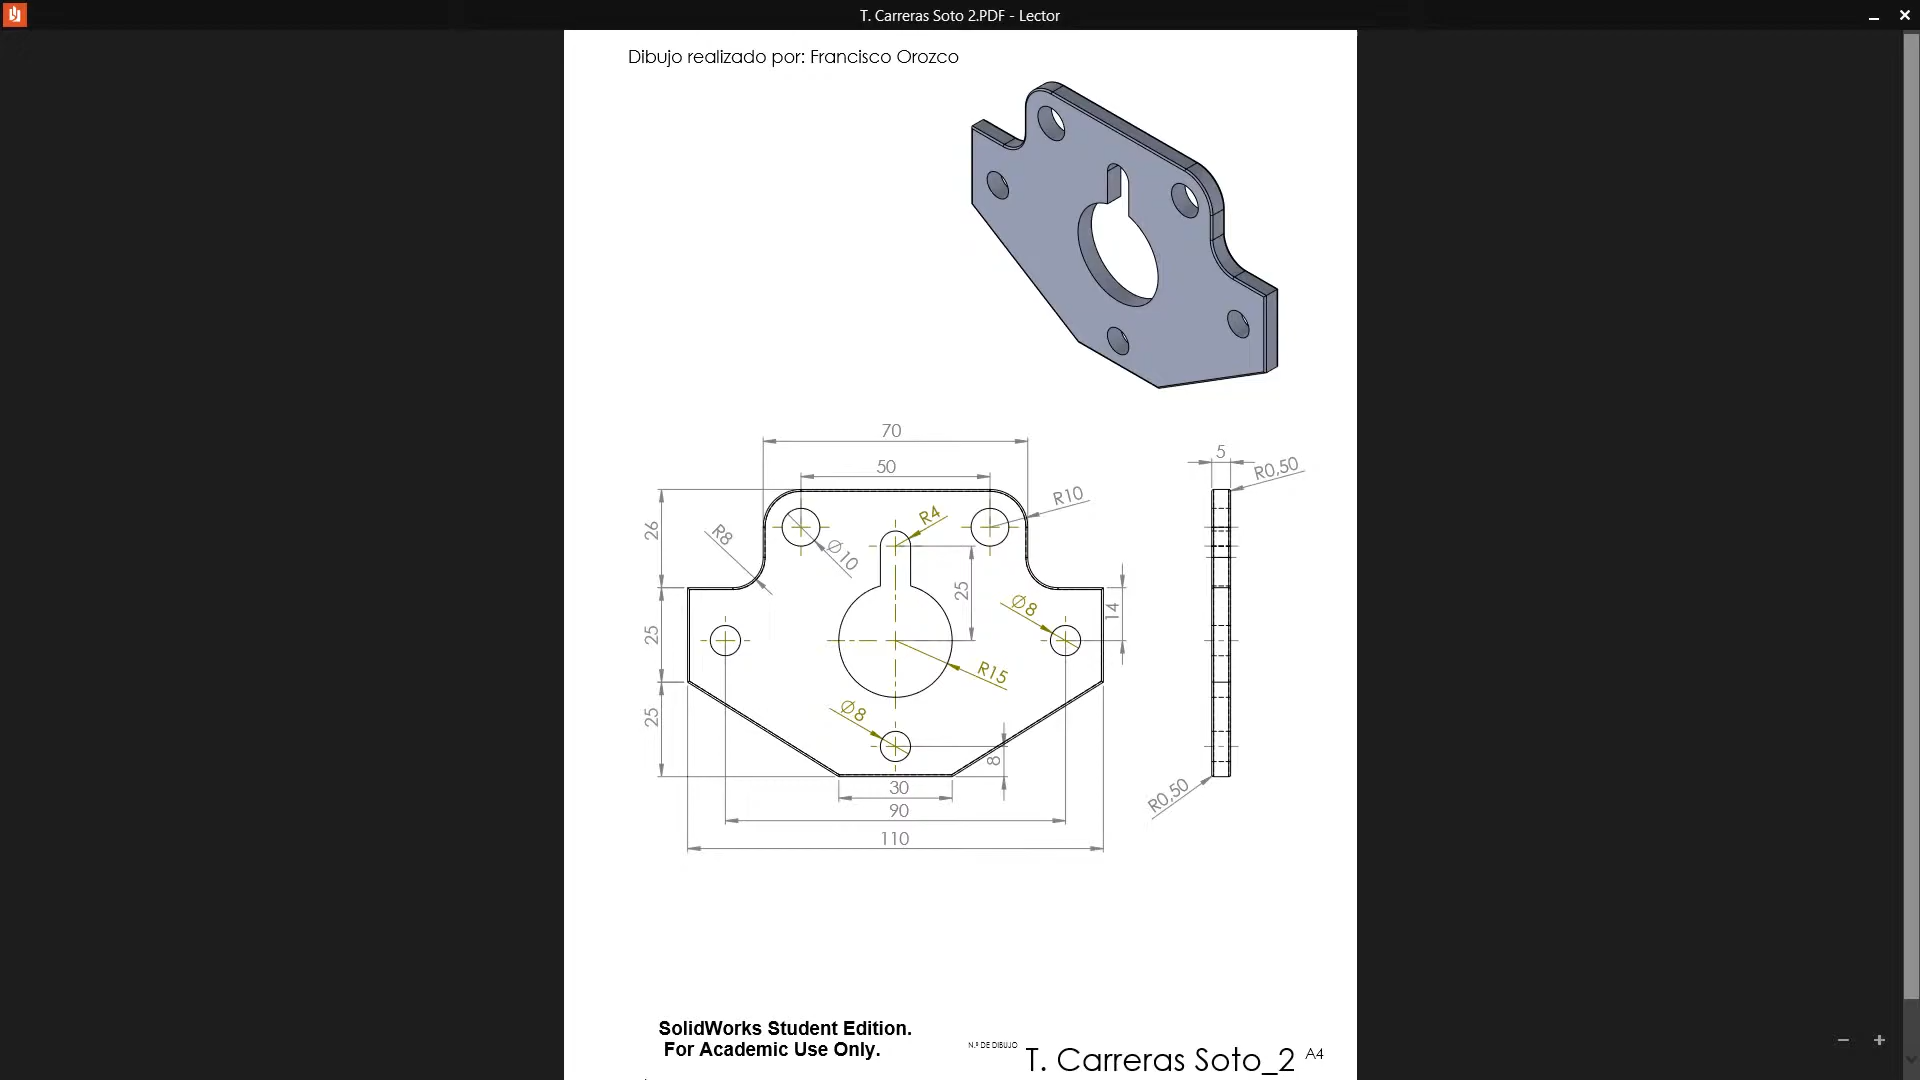 T. Carreras Soto 2.PDF - Lector
Dibujo realizado por: Francisco Orozco
70
50
5
R0,50
R10
R4
26
R8
Ø10
25
Ø8
14
25
R15
25
Ø8
8
30
R0,50
90
110
SolidWorks Student Edition.
For Academic Use Only.
N.º DE DIBUJO
T. Carreras Soto_2
A4